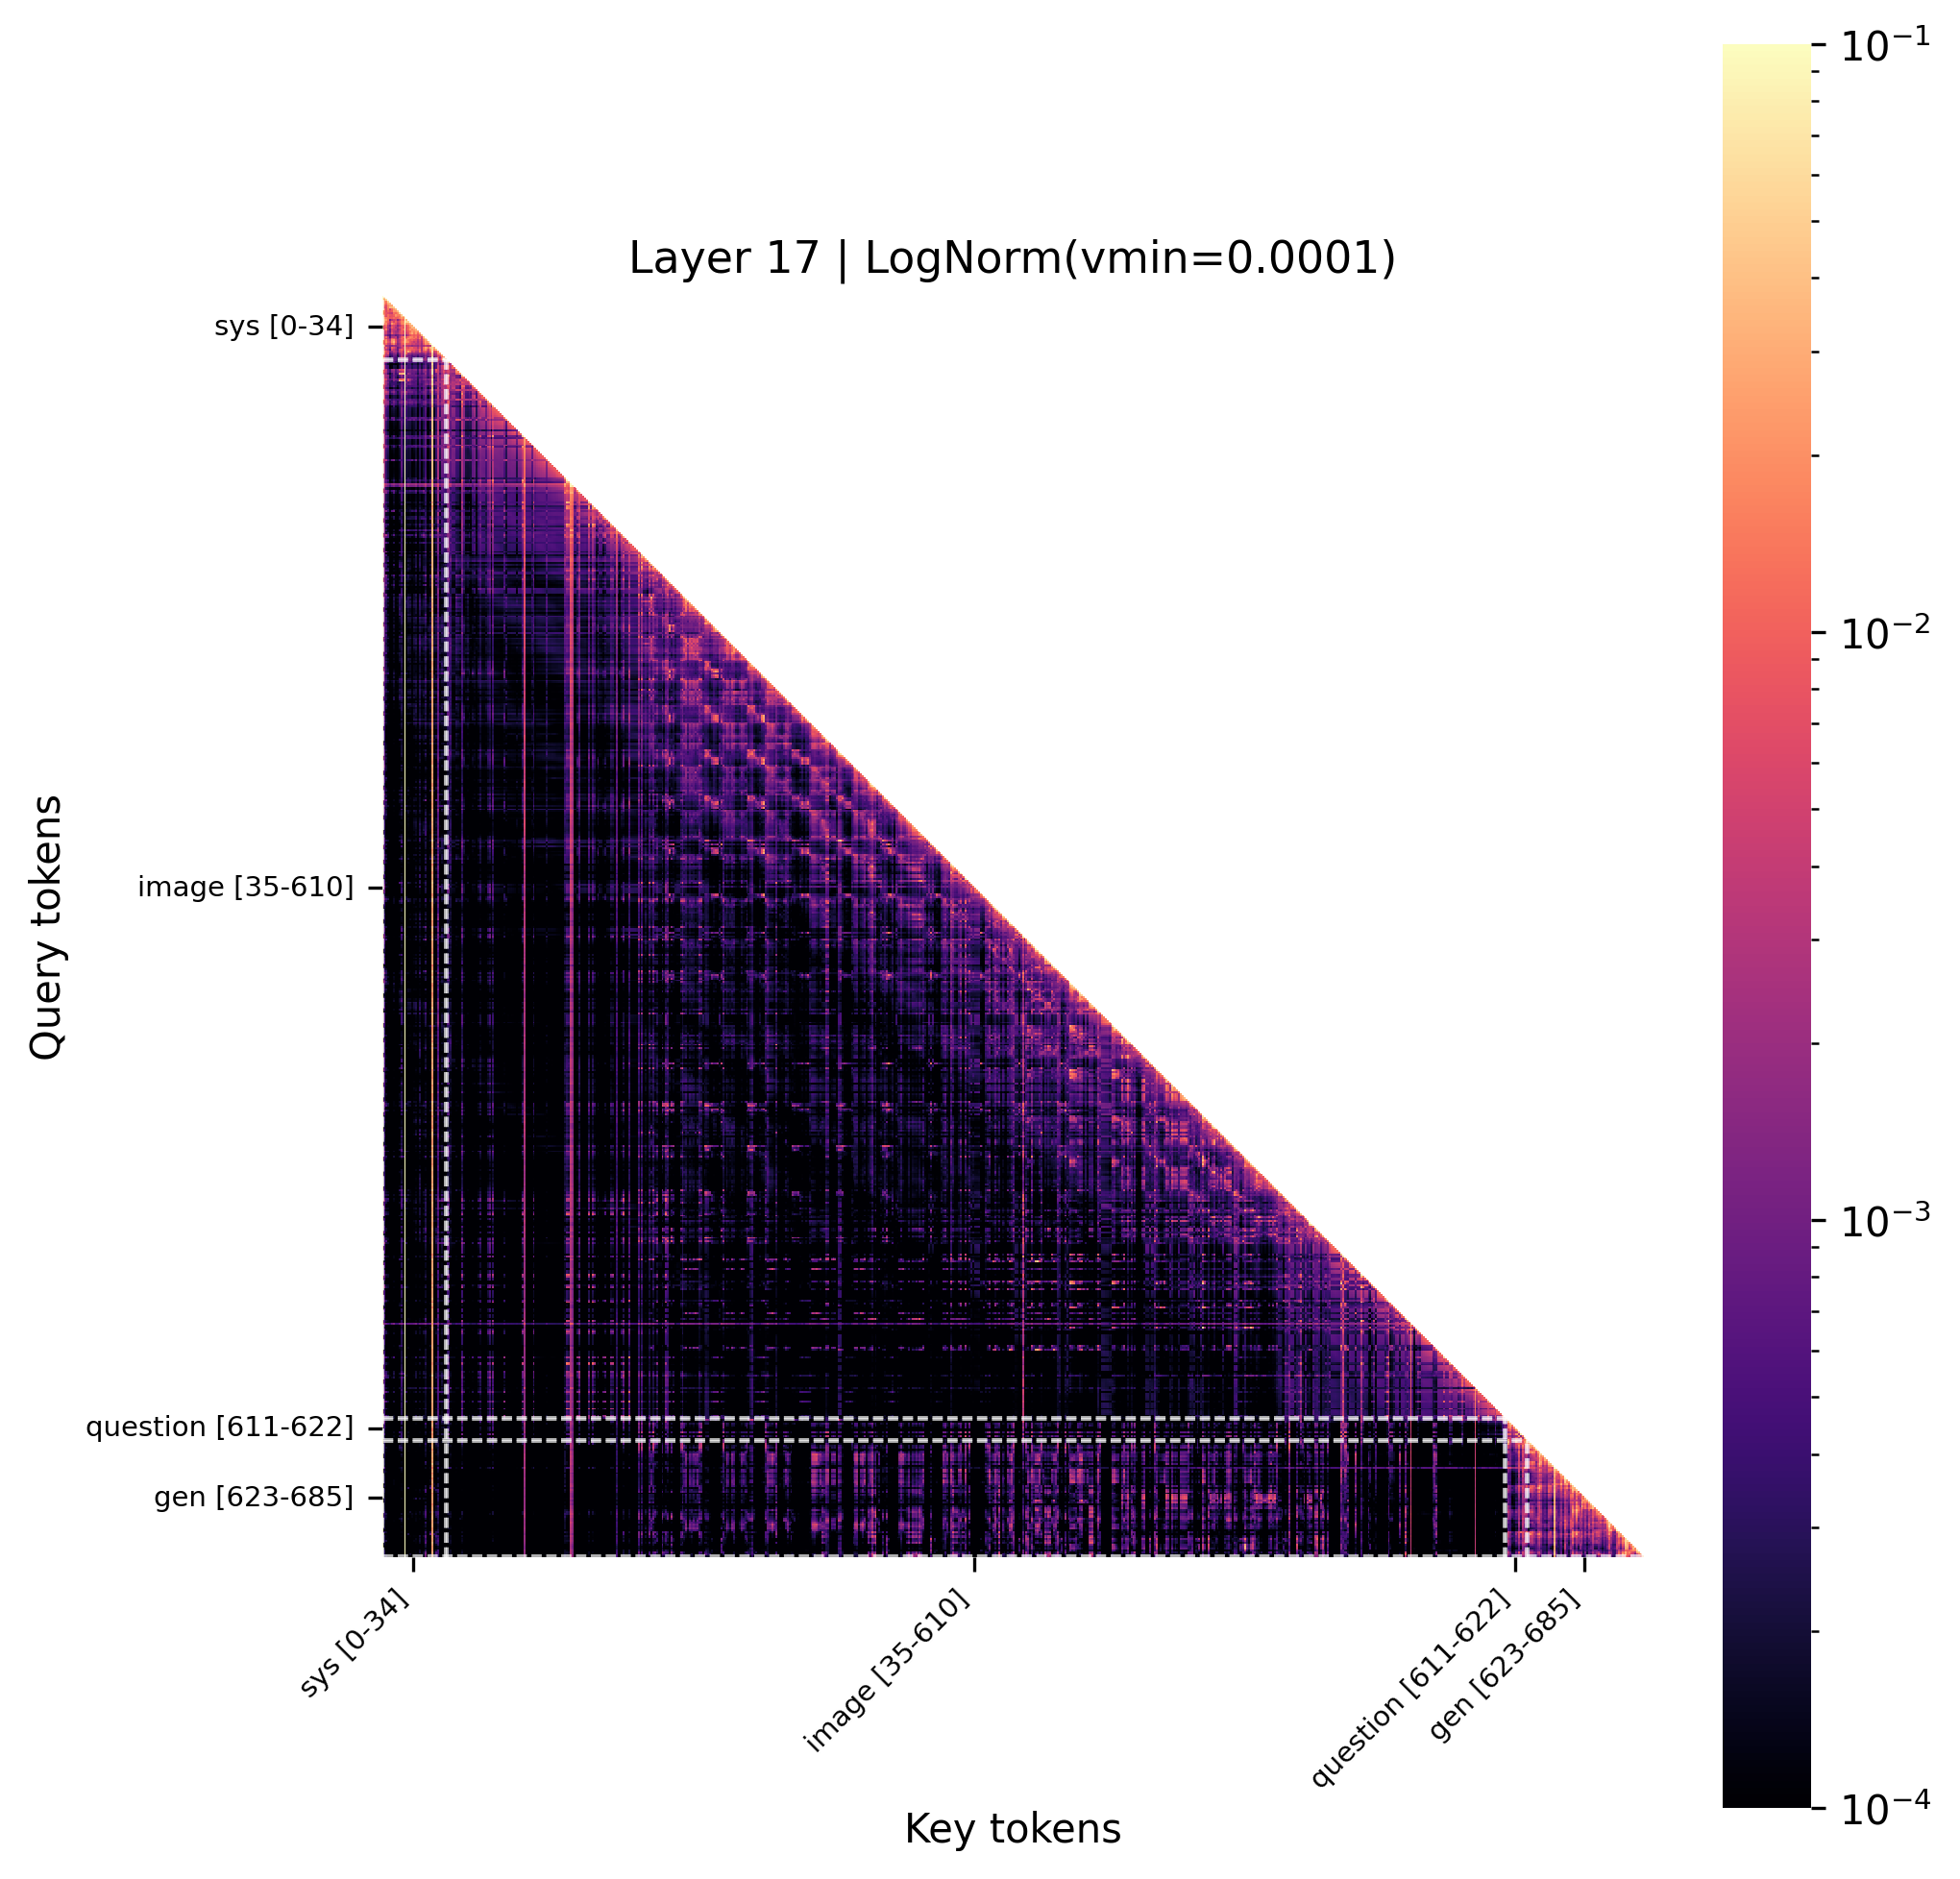 Layer 17 | LogNorm(vmin=0.0001)
sys [0-34]
image [35-610]
question [611-622]
gen [623-685]
Query tokens
sys [0-34]
image [35-610]
question [611-622]
gen [623-685]
Key tokens
10⁻¹
10⁻²
10⁻³
10⁻⁴